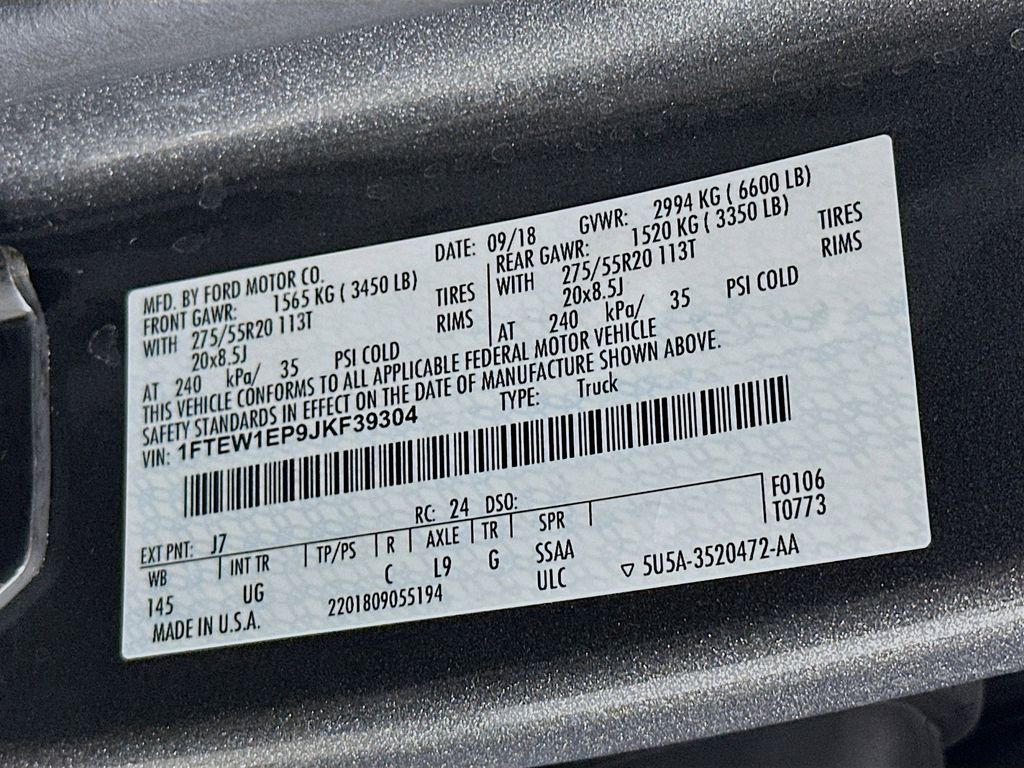 MFD. BY FORD MOTOR CO. DATE: 09/18 GVWR: 2994 KG ( 6600 LB)
FRONT GAWR: 1565 KG ( 3450 LB) REAR GAWR: 1520 KG ( 3350 LB)
WITH 275/55R20 113T TIRES WITH 275/55R20 113T TIRES
20x8.5J RIMS 20x8.5J RIMS
AT 240 kPa/ 35 PSI COLD AT 240 kPa/ 35 PSI COLD
THIS VEHICLE CONFORMS TO ALL APPLICABLE FEDERAL MOTOR VEHICLE
SAFETY STANDARDS IN EFFECT ON THE DATE OF MANUFACTURE SHOWN ABOVE.
VIN: 1FTEW1EP9JKF39304 TYPE: Truck
F0106
EXT PNT: J7 RC: 24 DSO: T0773
WB INT TR TP/PS R AXLE TR SPR
145 UG C L9 G SSAA
ULC ▽ 5U5A-3520472-AA
MADE IN U.S.A. 2201809055194